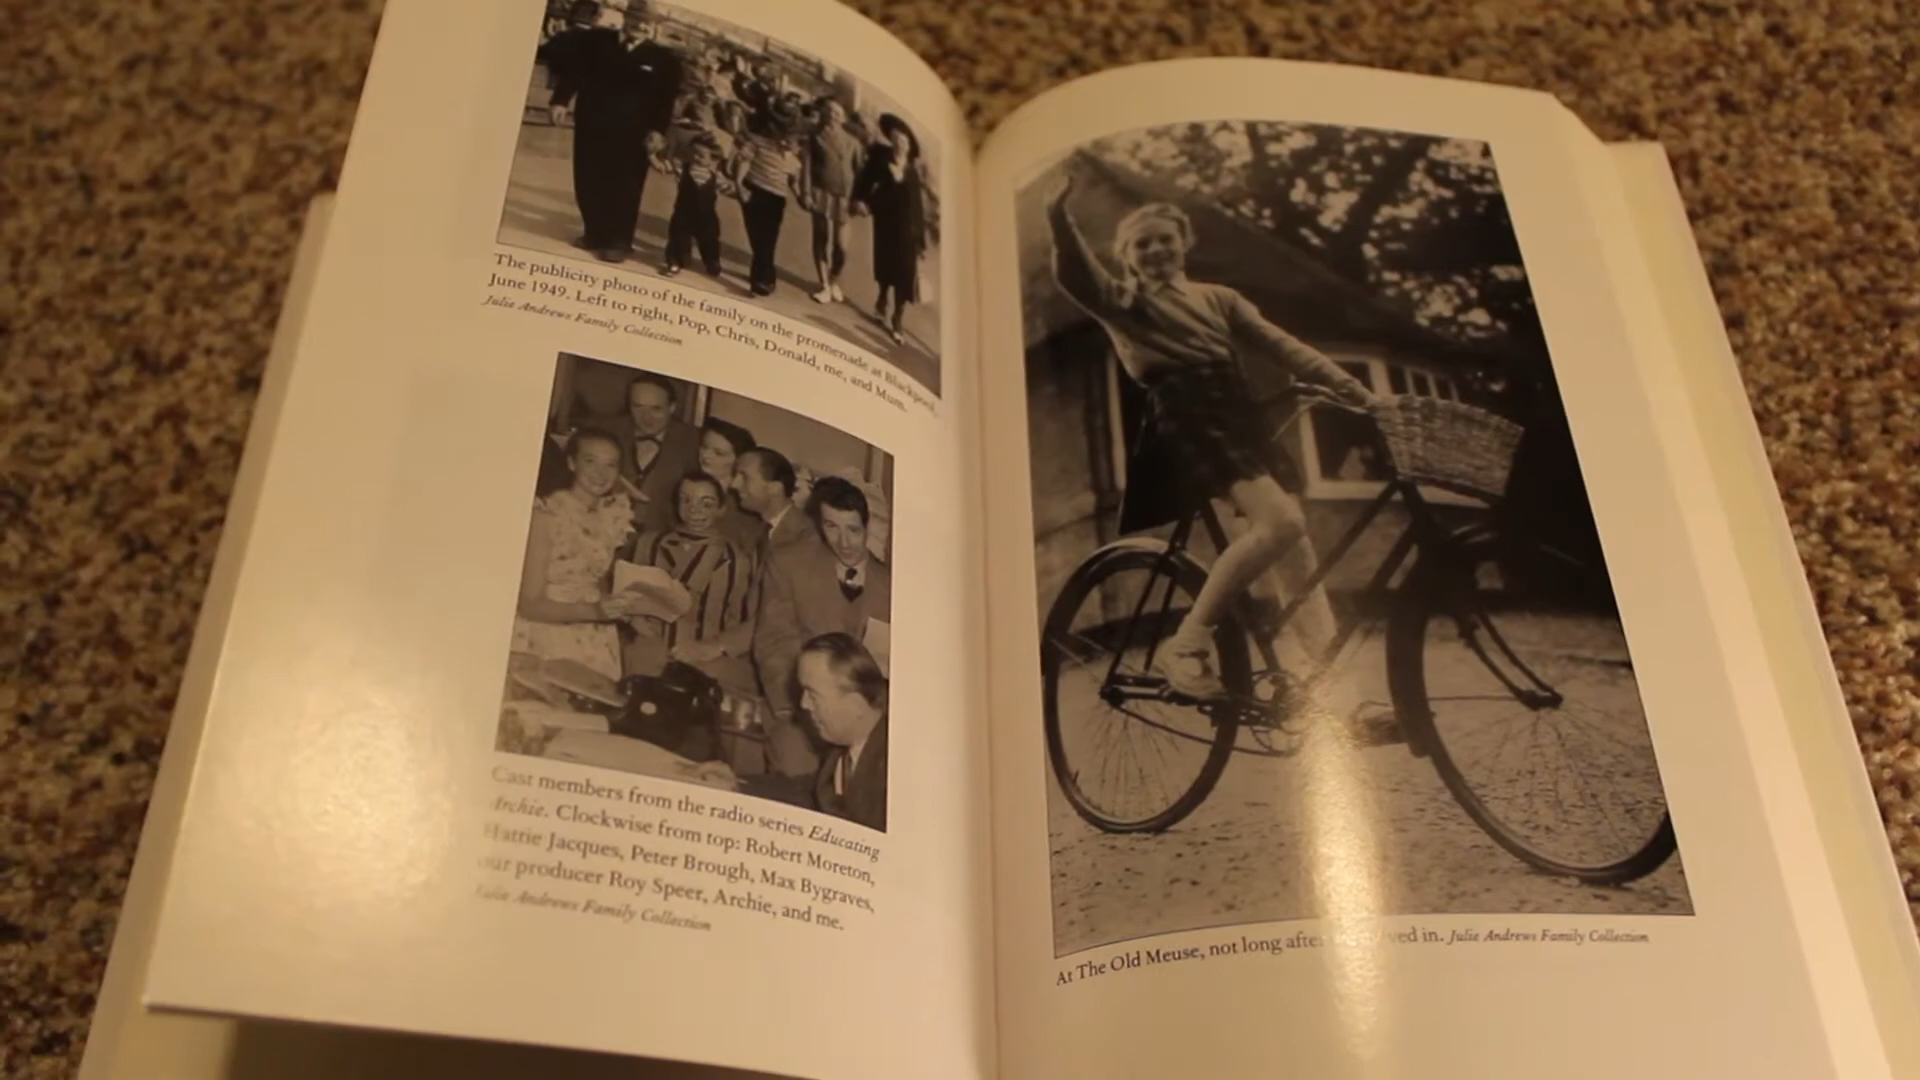 The publicity photo of the family on the promenade at Blackpool,
June 1949. Left to right, Pop, Chris, Donald, me, and Mum.
Julie Andrews Family Collection
Cast members from the radio series Educating
Archie. Clockwise from top: Robert Moreton,
Hattie Jacques, Peter Brough, Max Bygraves,
our producer Roy Speer, Archie, and me.
Julie Andrews Family Collection
At The Old Meuse, not long after in. Julie Andrews Family Collection